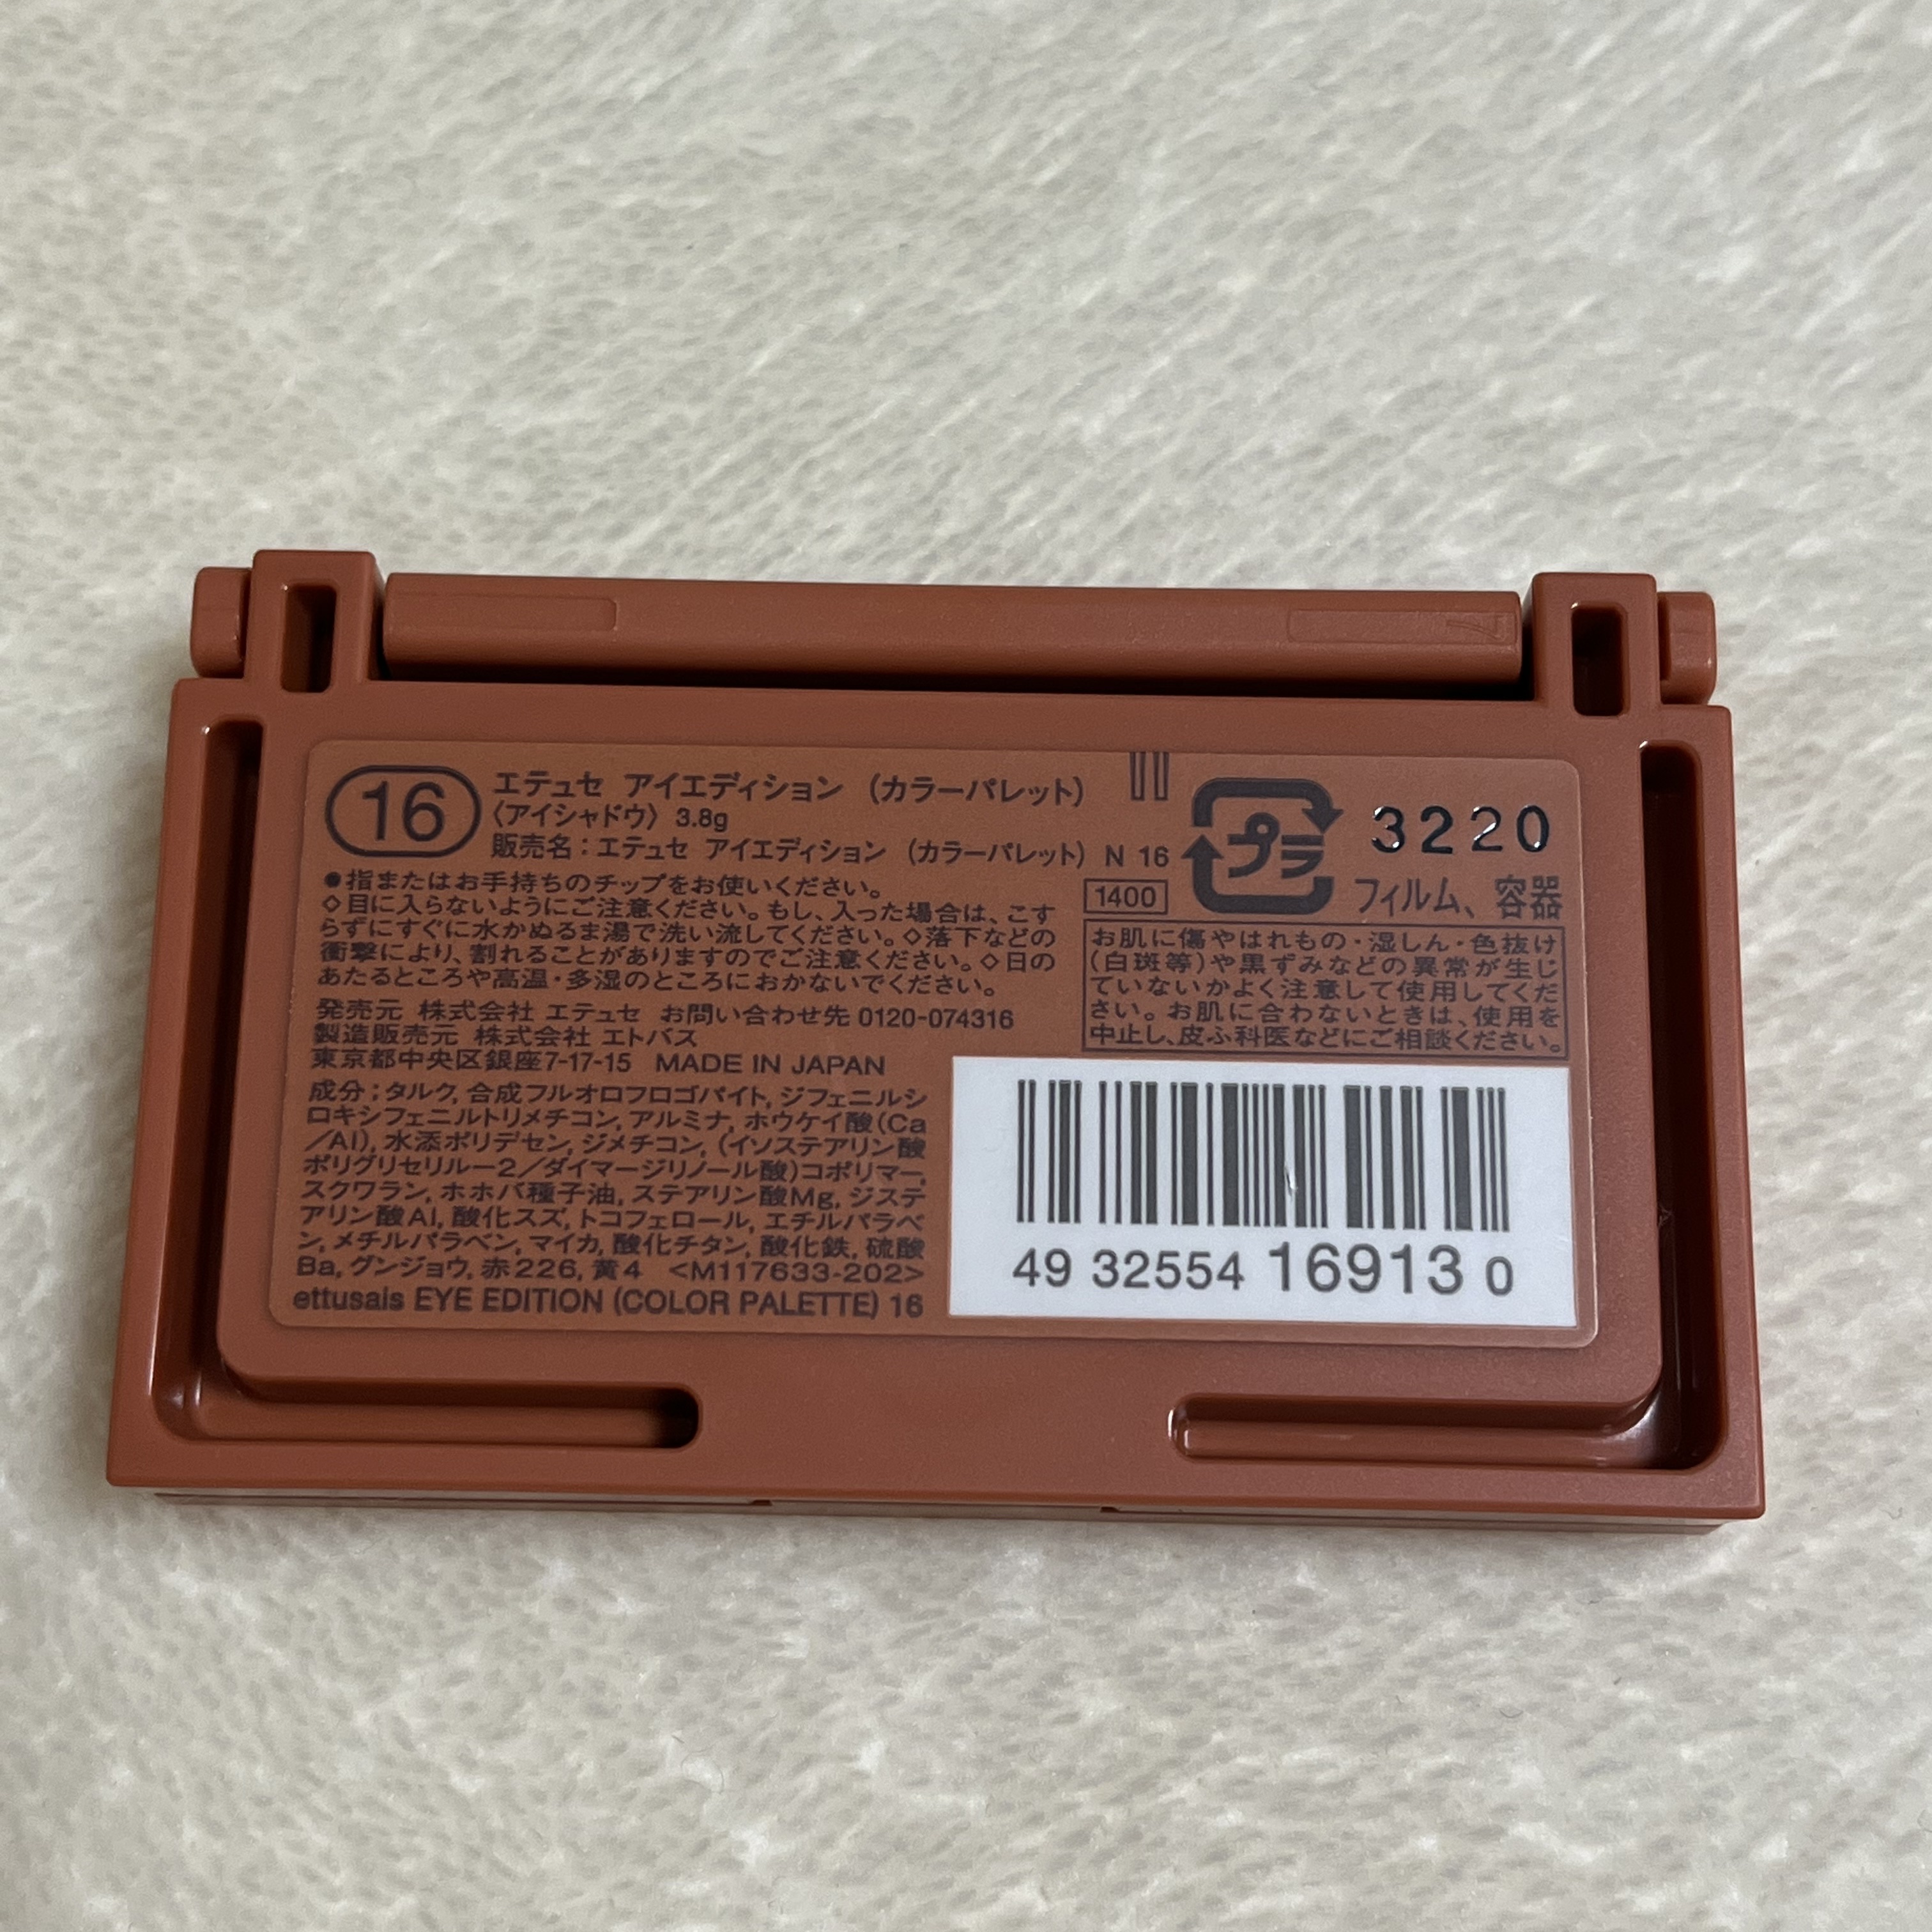 16
エテュセ アイエディション (カラーパレット)
〈アイシャドウ〉 3.8g
販売名:エテュセ アイエディション (カラーパレット) N 16
●指またはお手持ちのチップをお使いください。
◇目に入らないようにご注意ください。もし、入った場合は、こす
らずにすぐに水かぬるま湯で洗い流してください。◇落下などの
衝撃により、割れることがありますのでご注意ください。◇日の
あたるところや高温・多湿のところにおかないでください。
発売元 株式会社 エテュセ お問い合わせ先 0120-074316
製造販売元 株式会社 エトバス
東京都中央区銀座7-17-15 MADE IN JAPAN
成分;タルク, 合成フルオロフロゴパイト, ジフェニルシ
ロキシフェニルトリメチコン, アルミナ, ホウケイ酸(Ca
/Al), 水添ポリデセン, ジメチコン, (イソステアリン酸
ポリグリセリル-2/ダイマージリノール酸)コポリマー,
スクワラン, ホホバ種子油, ステアリン酸Mg, ジステ
アリン酸Al, 酸化スズ, トコフェロール, エチルパラベ
ン, メチルパラベン, マイカ, 酸化チタン, 酸化鉄, 硫酸
Ba, グンジョウ, 赤226, 黄4 <M117633-202>
ettusais EYE EDITION (COLOR PALETTE) 16
プラ
3220
フィルム、容器
1400
お肌に傷やはれもの・湿しん・色抜け
(白斑等)や黒ずみなどの異常が生じ
ていないかよく注意して使用してくだ
さい。お肌に合わないときは、使用を
中止し、皮ふ科医などにご相談ください。
49 32554 16913 0